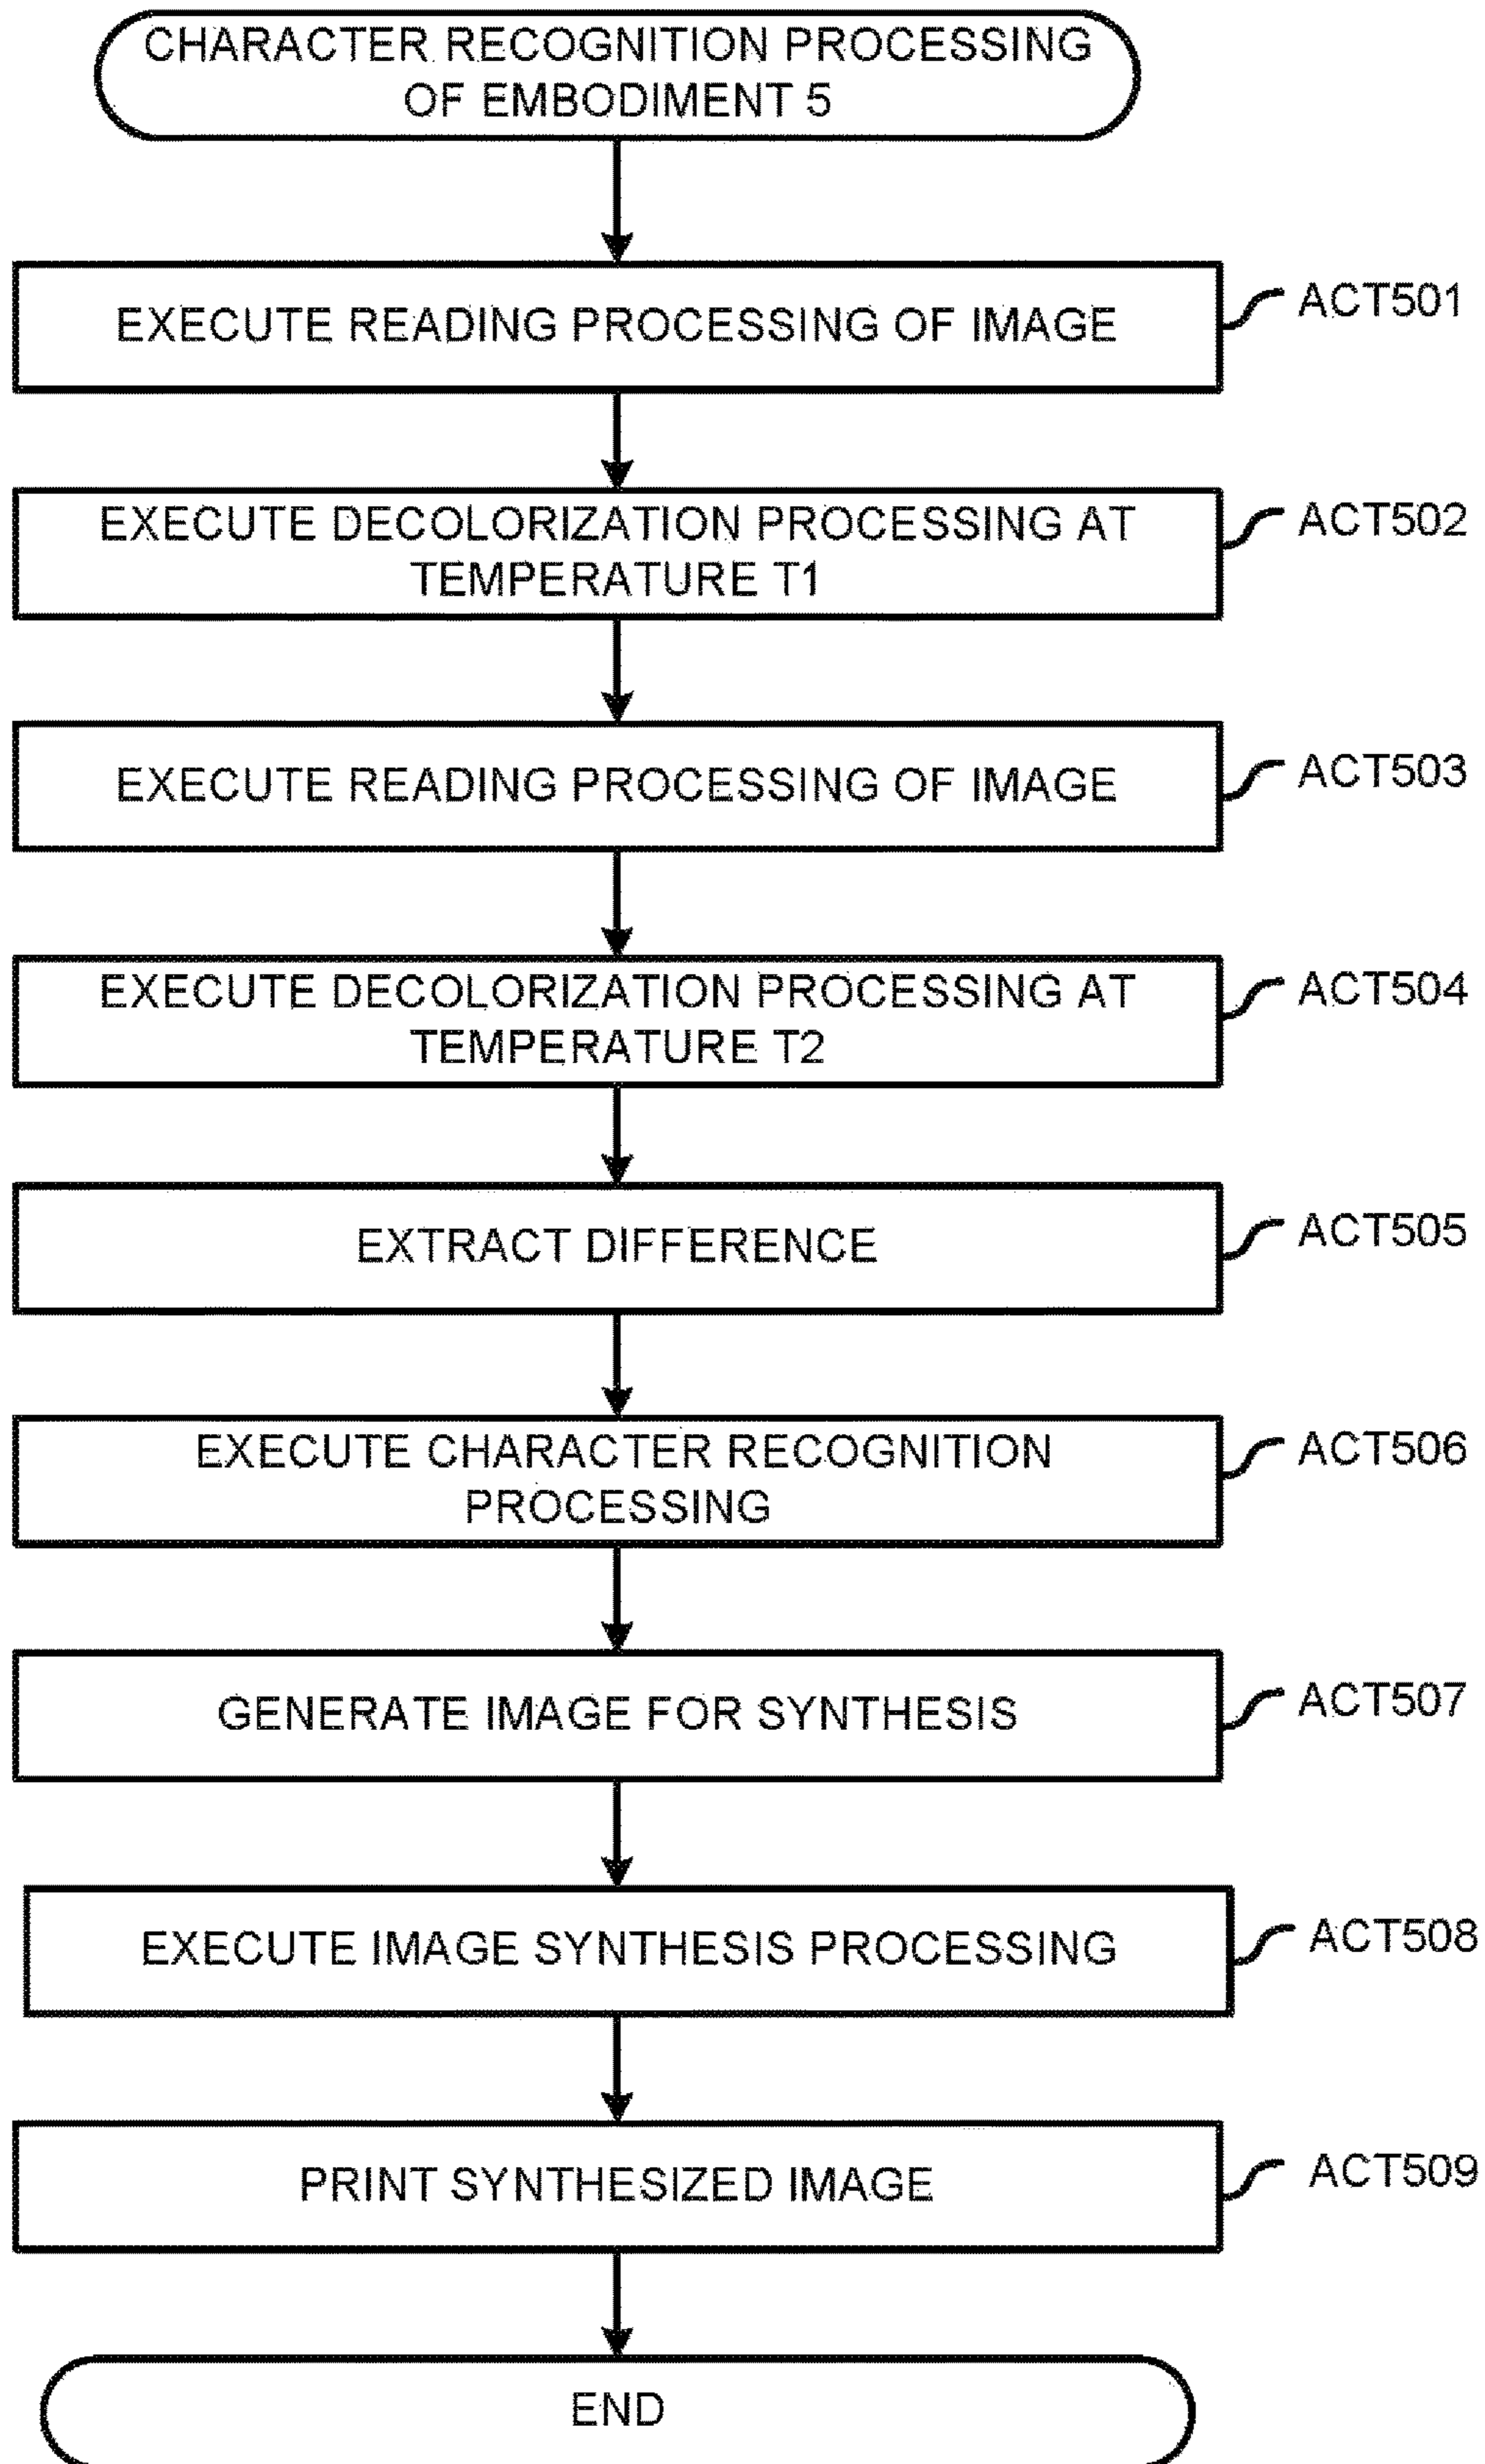 CHARACTER RECOGNITION PROCESSING
OF EMBODIMENT 5
EXECUTE READING PROCESSING OF IMAGE
ACT501
EXECUTE DECOLORIZATION PROCESSING AT
TEMPERATURE T1
ACT502
EXECUTE READING PROCESSING OF IMAGE
ACT503
EXECUTE DECOLORIZATION PROCESSING AT
TEMPERATURE T2
ACT504
EXTRACT DIFFERENCE
ACT505
EXECUTE CHARACTER RECOGNITION
PROCESSING
ACT506
GENERATE IMAGE FOR SYNTHESIS
ACT507
EXECUTE IMAGE SYNTHESIS PROCESSING
ACT508
PRINT SYNTHESIZED IMAGE
ACT509
END